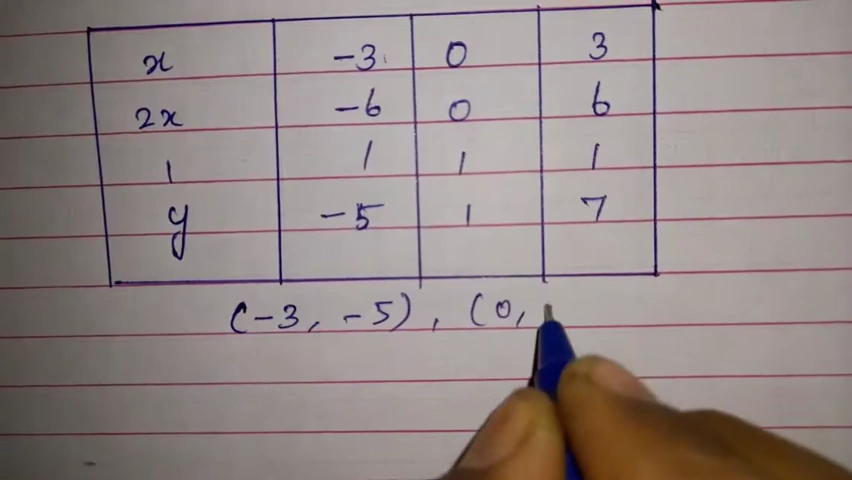 x -3 0 3
2x -6 0 6
1 1 1 1
y -5 1 7
(-3, -5), (0,